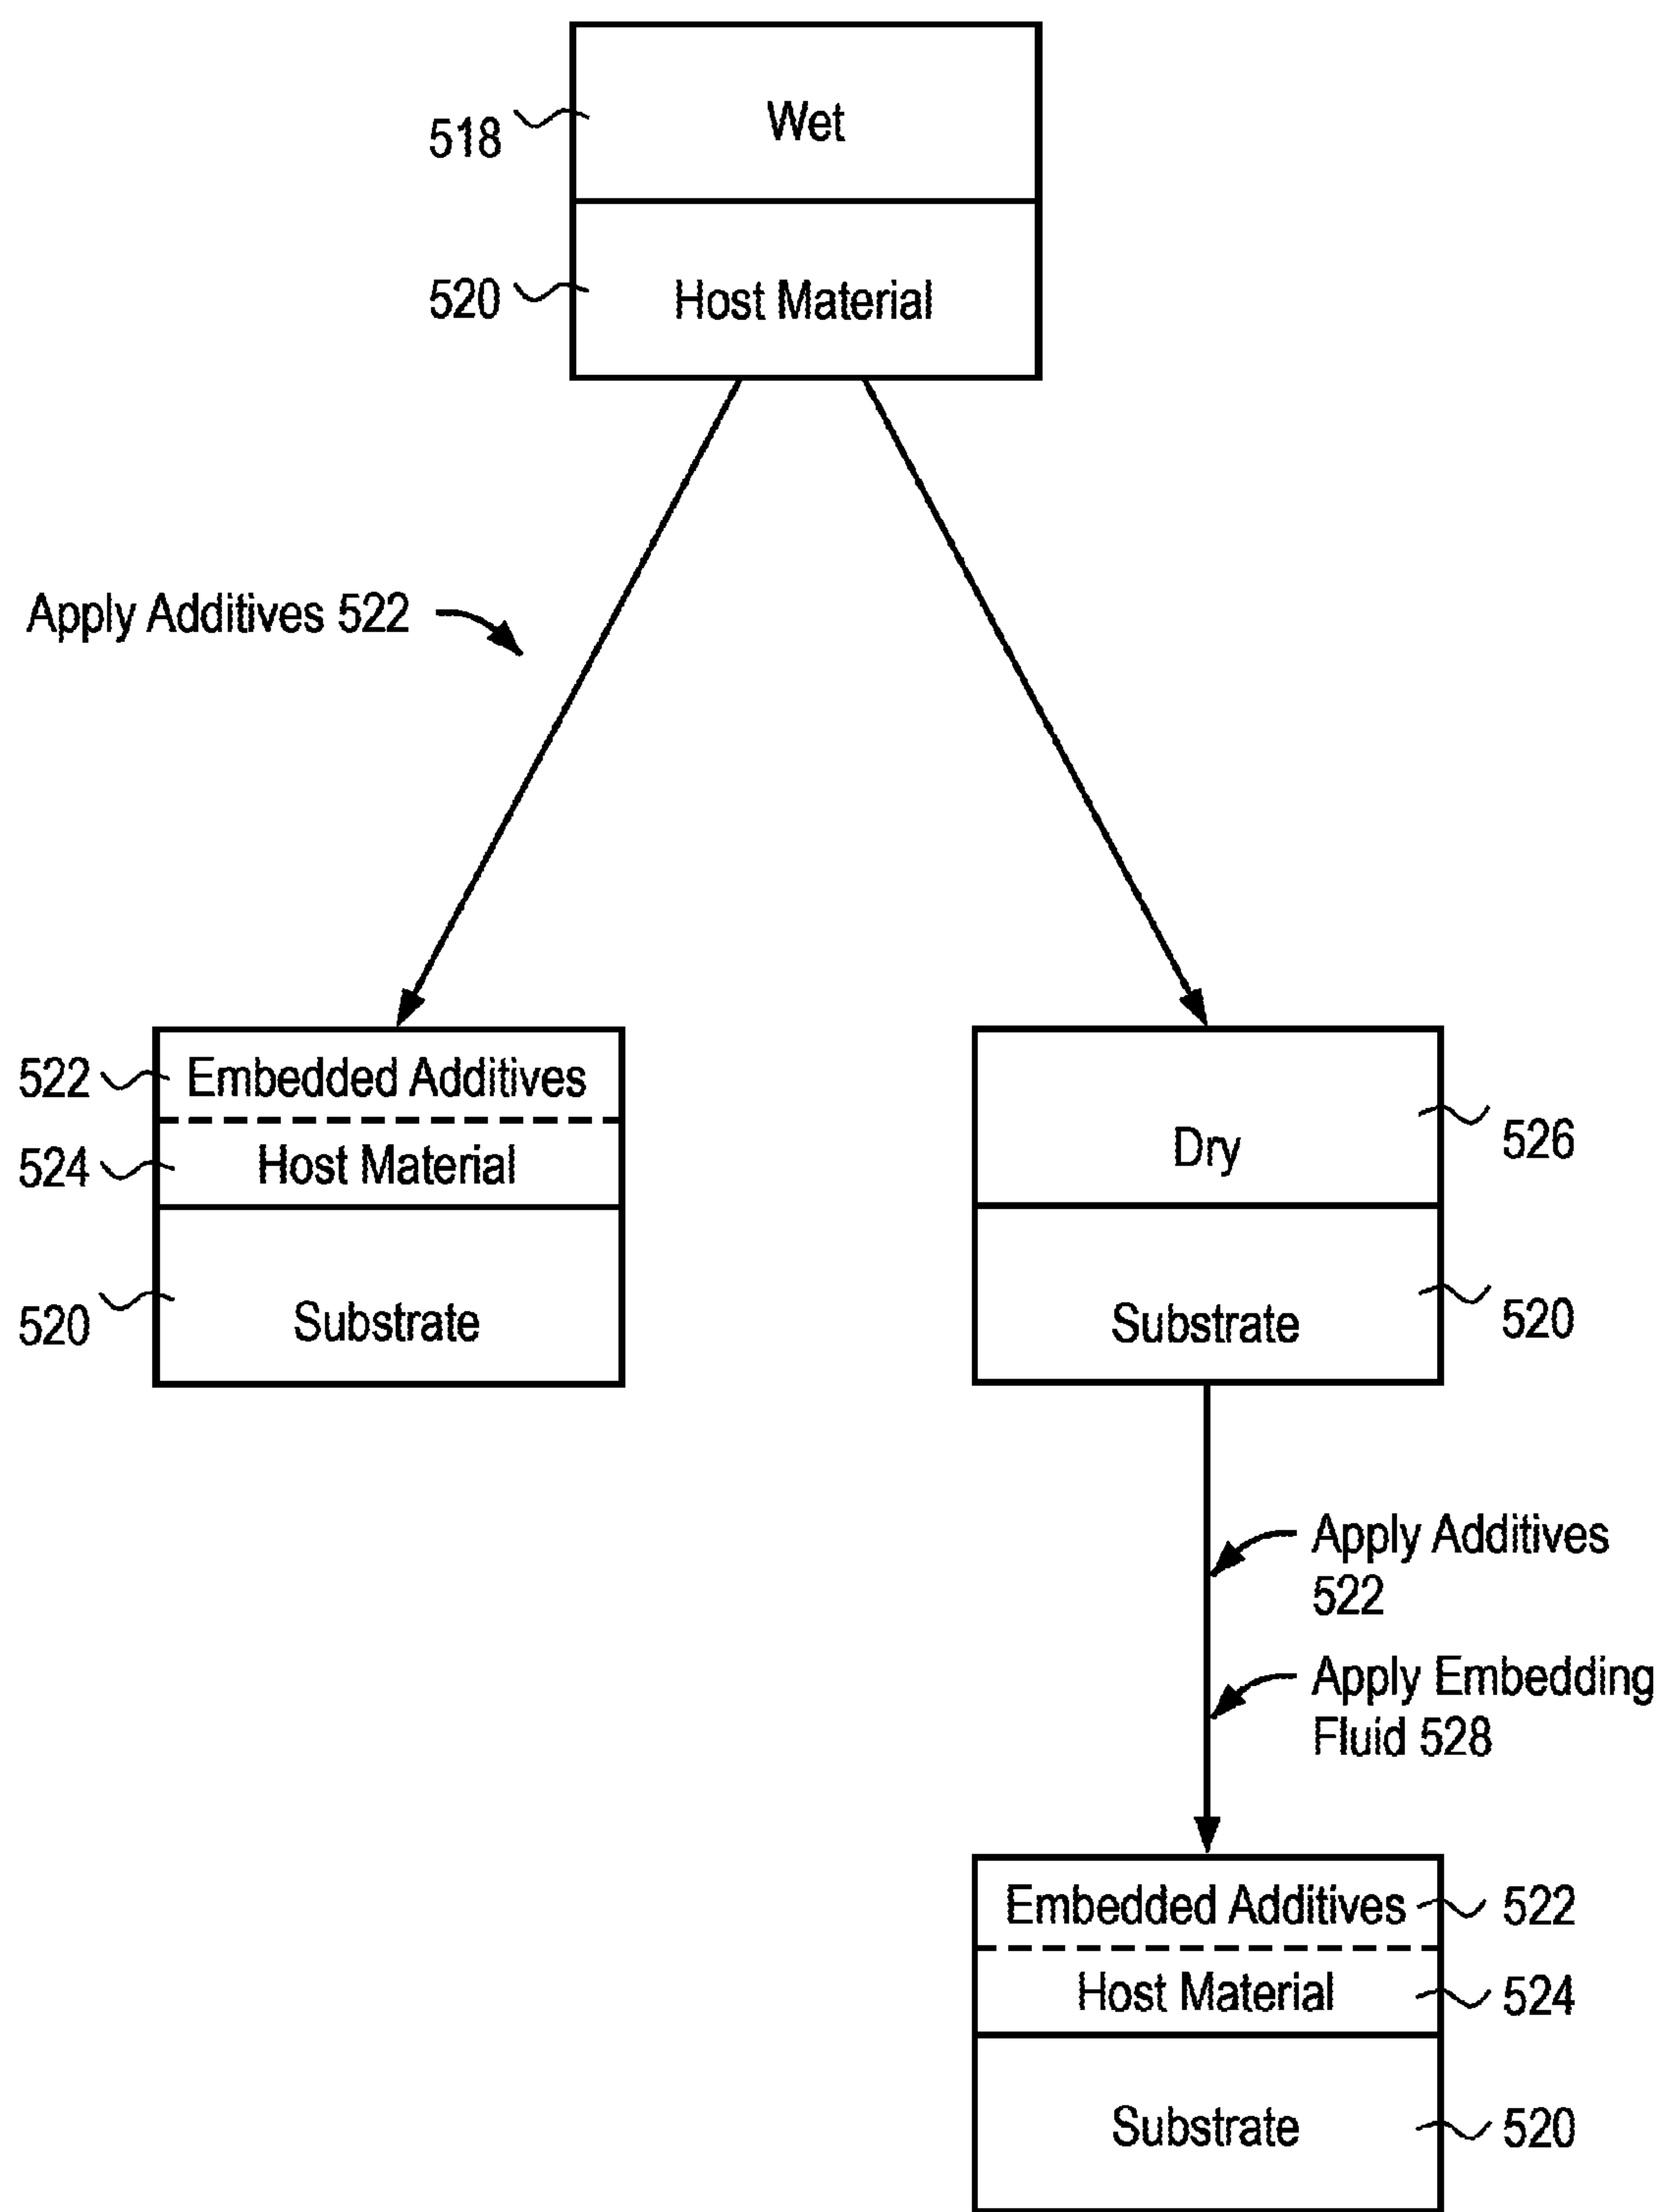 Wet
518
Host Material
520
Apply Additives 522
Embedded Additives
522
Host Material
524
Substrate
520
Dry
526
Substrate
520
Apply Additives
522
Apply Embedding
Fluid 528
Embedded Additives
522
Host Material
524
Substrate
520